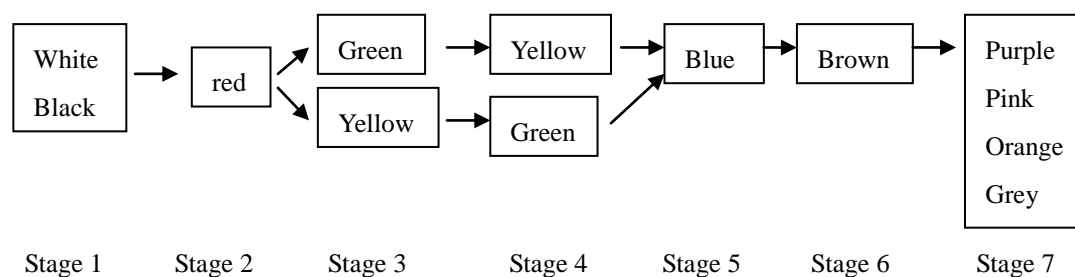 White
Black
red
Green
Yellow
Yellow
Green
Blue
Brown
Purple
Pink
Orange
Grey
Stage 1 Stage 2 Stage 3 Stage 4 Stage 5 Stage 6 Stage 7